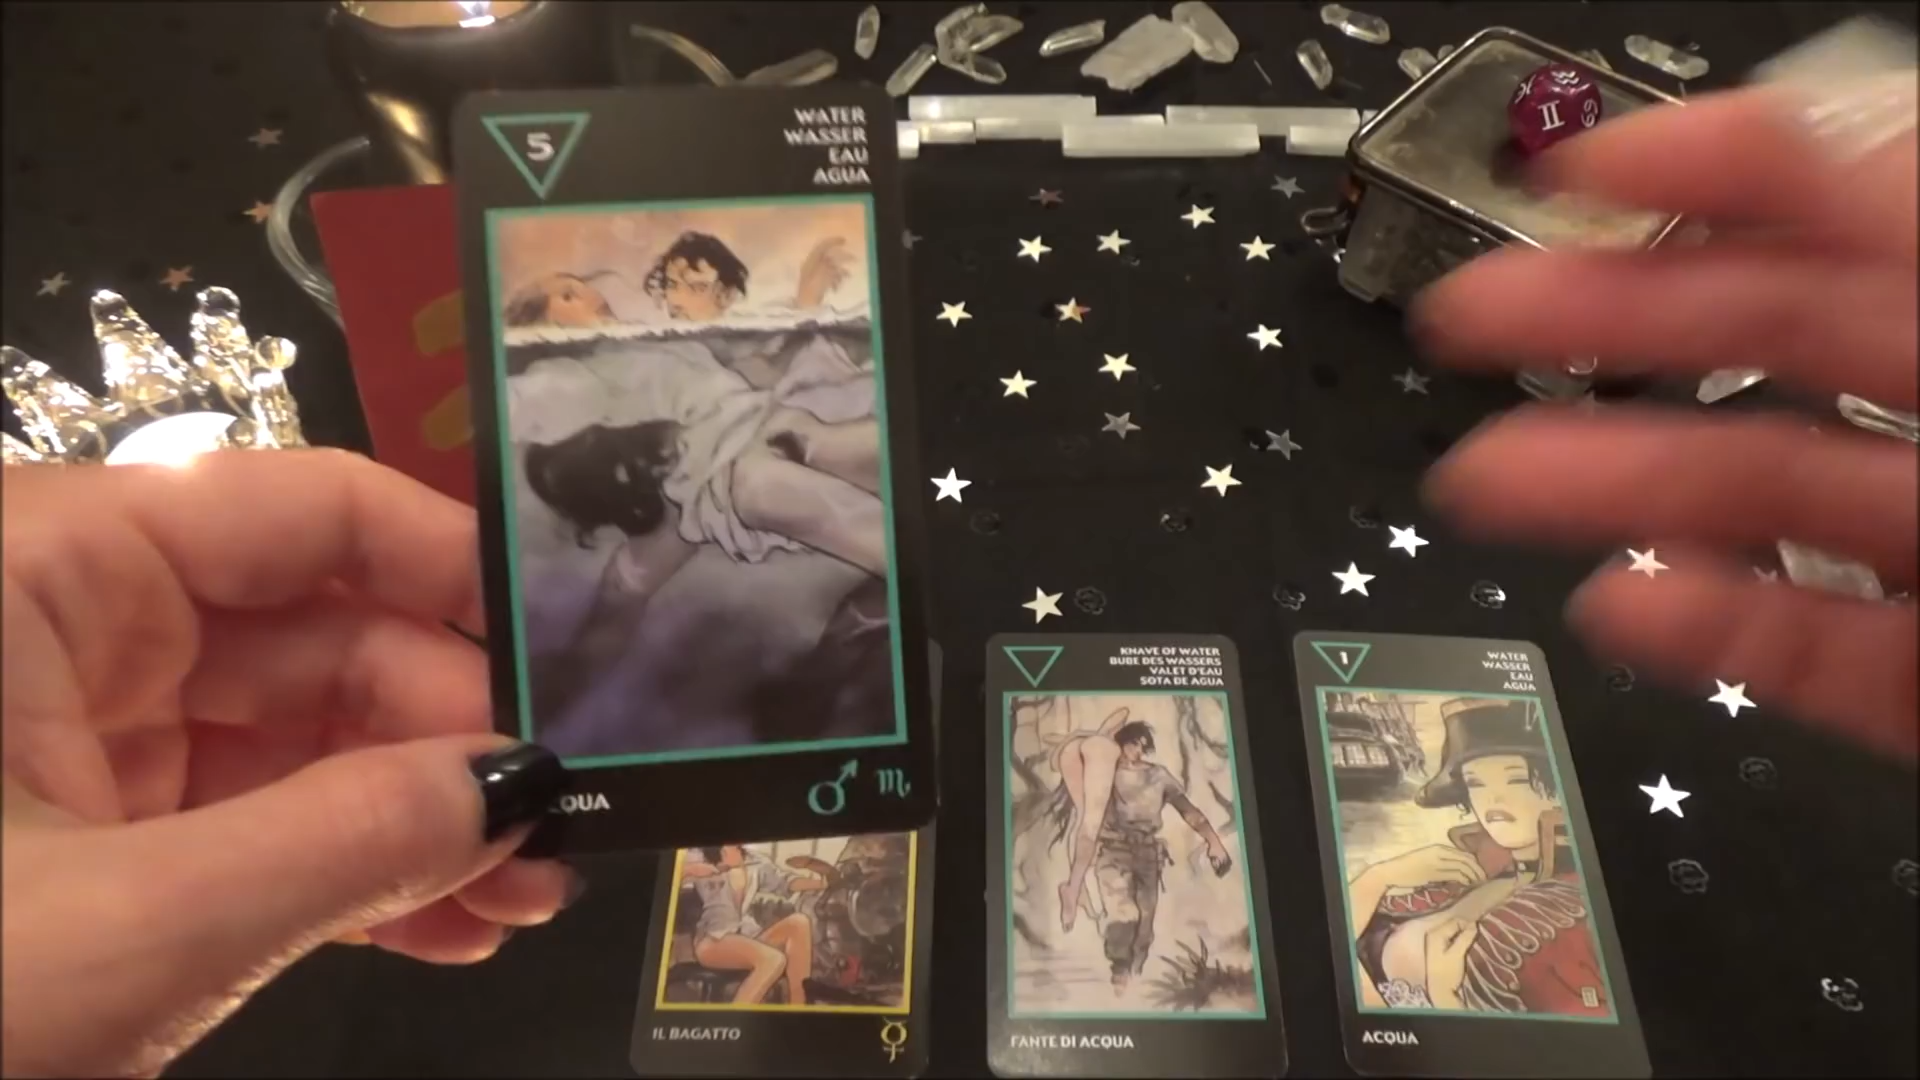 5
WATER
WASSER
EAU
AGUA
II
KNAVE OF WATER
BUBE DES WASSERS
VALET D'EAU
SOTA DE AGUA
1
WATER
WASSER
EAU
AGUA
IL BAGATTO
FANTE DI ACQUA
ACQUA